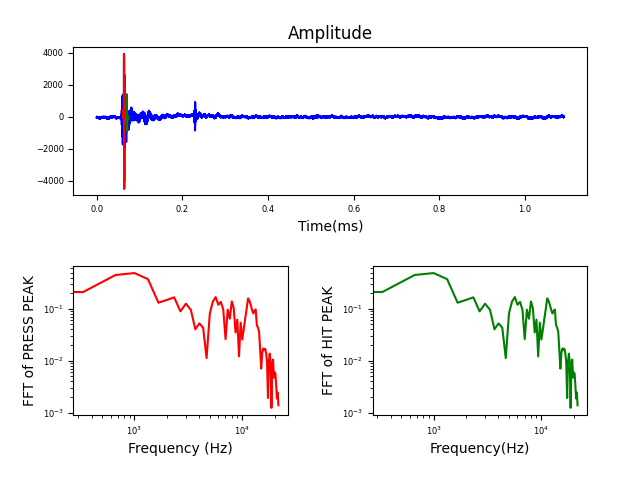 Amplitude
4000
2000
0
−2000
−4000
0.0 0.2 0.4 0.6 0.8 1.0
Time(ms)
FFT of PRESS PEAK
10⁻¹
10⁻²
10⁻³
10³ 10⁴
Frequency (Hz)
FFT of HIT PEAK
10⁻¹
10⁻²
10⁻³
10³ 10⁴
Frequency(Hz)